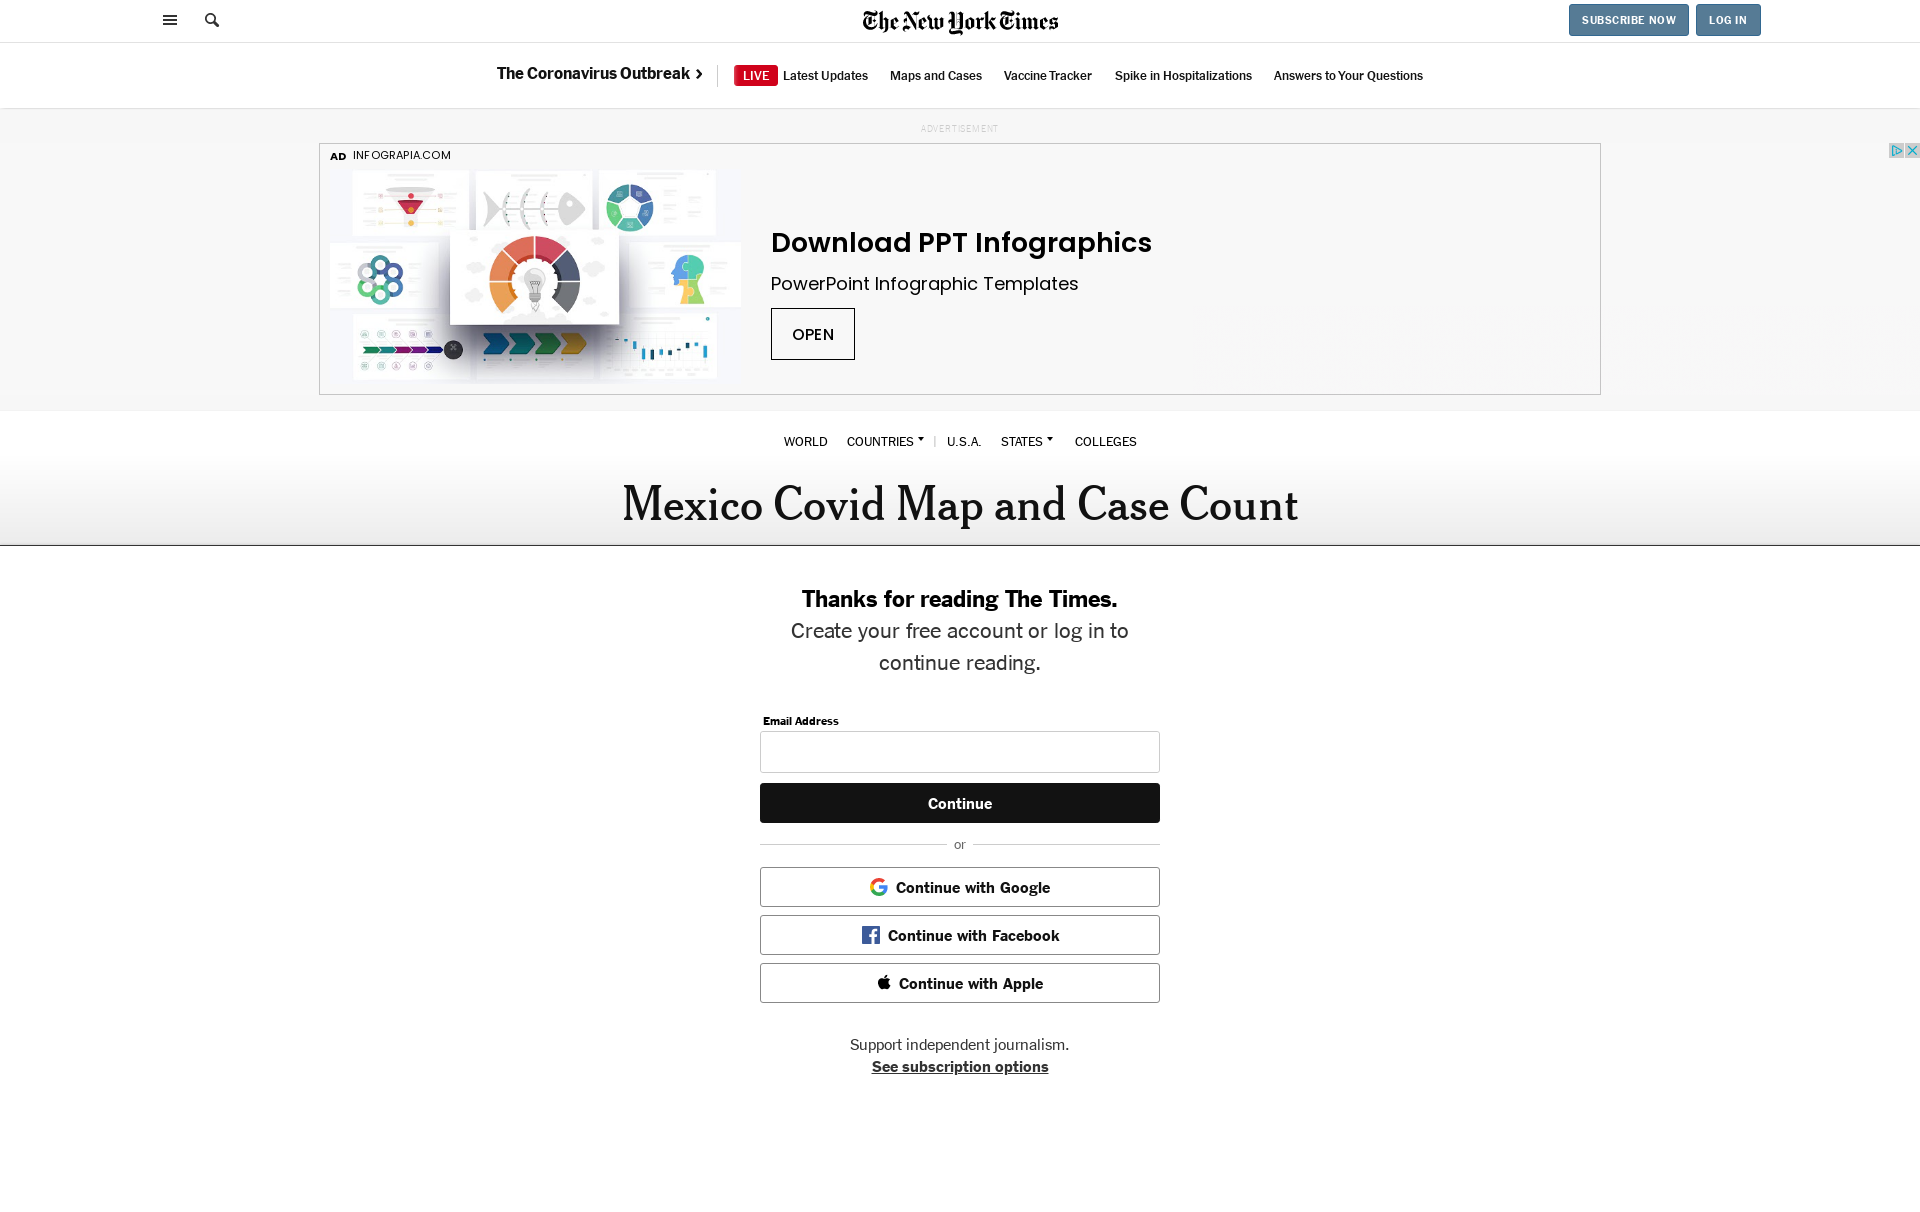 The New York Times
SUBSCRIBE NOW
LOG IN
The Coronavirus Outbreak
LIVE Latest Updates
Maps and Cases
Vaccine Tracker
Spike in Hospitalizations
Answers to Your Questions
ADVERTISEMENT
AD INFOGRAPIA.COM
Download PPT Infographics
PowerPoint Infographic Templates
OPEN
WORLD
COUNTRIES
U.S.A.
STATES
COLLEGES
Mexico Covid Map and Case Count
Thanks for reading The Times.
Create your free account or log in to
continue reading.
Email Address
Continue
or
Continue with Google
Continue with Facebook
Continue with Apple
Support independent journalism.
See subscription options